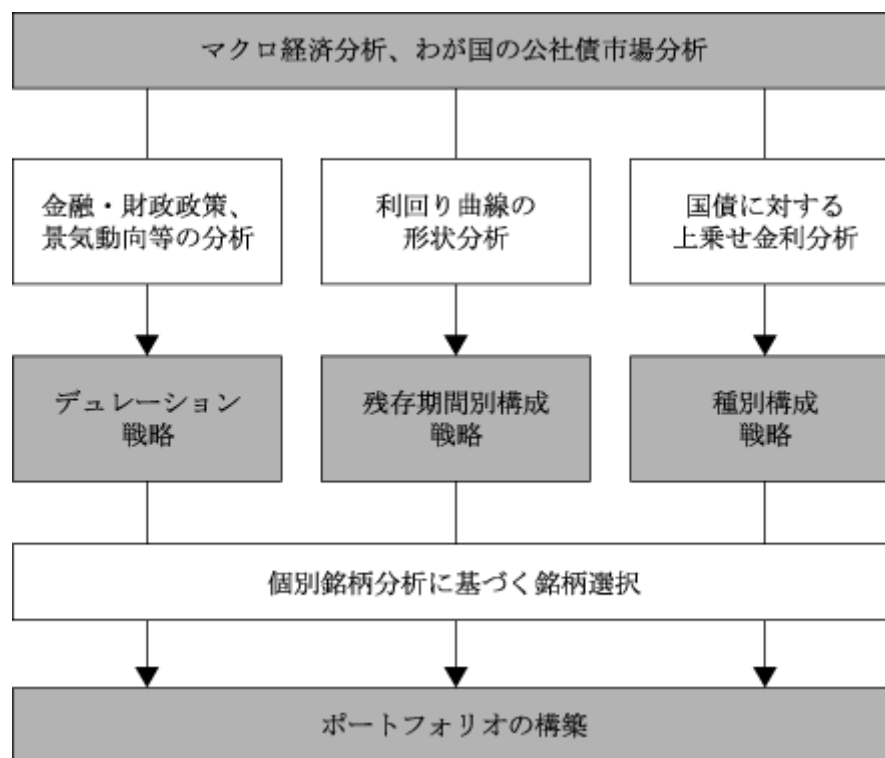 マクロ経済分析、わが国の公社債市場分析
金融・財政政策、
景気動向等の分析
利回り曲線の
形状分析
国債に対する
上乗せ金利分析
デュレーション
戦略
残存期間別構成
戦略
種別構成
戦略
個別銘柄分析に基づく銘柄選択
ポートフォリオの構築